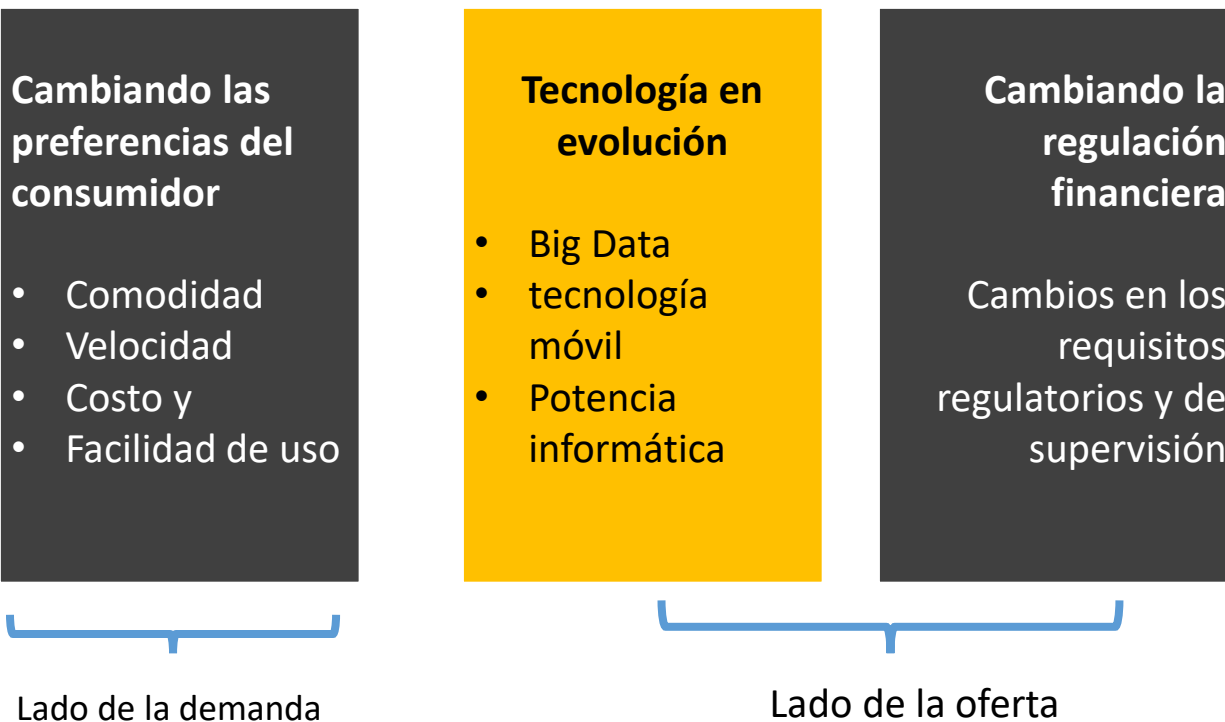 Cambiando las
preferencias del
consumidor
• Comodidad
• Velocidad
• Costo y
• Facilidad de uso
Tecnología en
evolución
• Big Data
• tecnología
móvil
• Potencia
informática
Cambiando la
regulación
financiera
Cambios en los
requisitos
regulatorios y de
supervisión
Lado de la demanda
Lado de la oferta